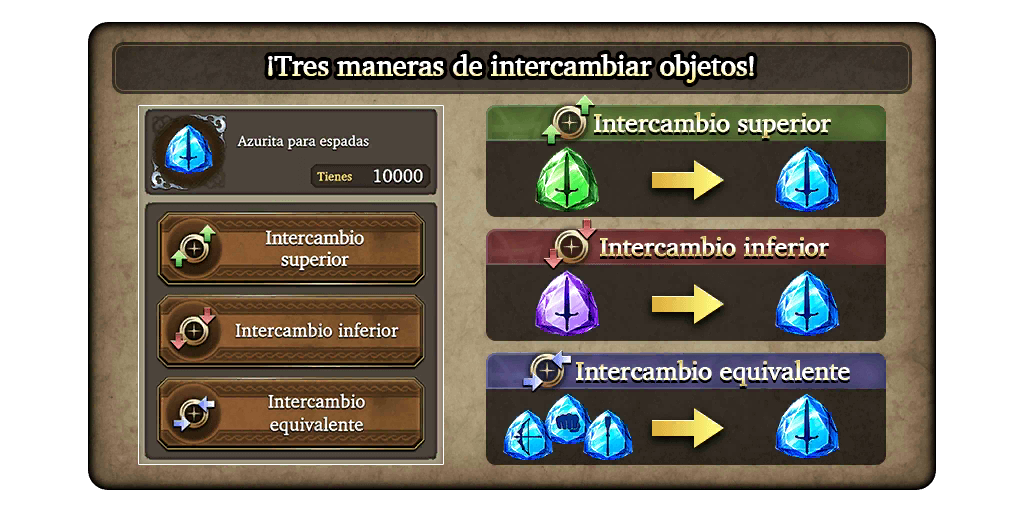 ¡Tres maneras de intercambiar objetos!
Azurita para espadas
Tienes 10000
Intercambio
superior
Intercambio inferior
Intercambio
equivalente
Intercambio superior
Intercambio inferior
Intercambio equivalente